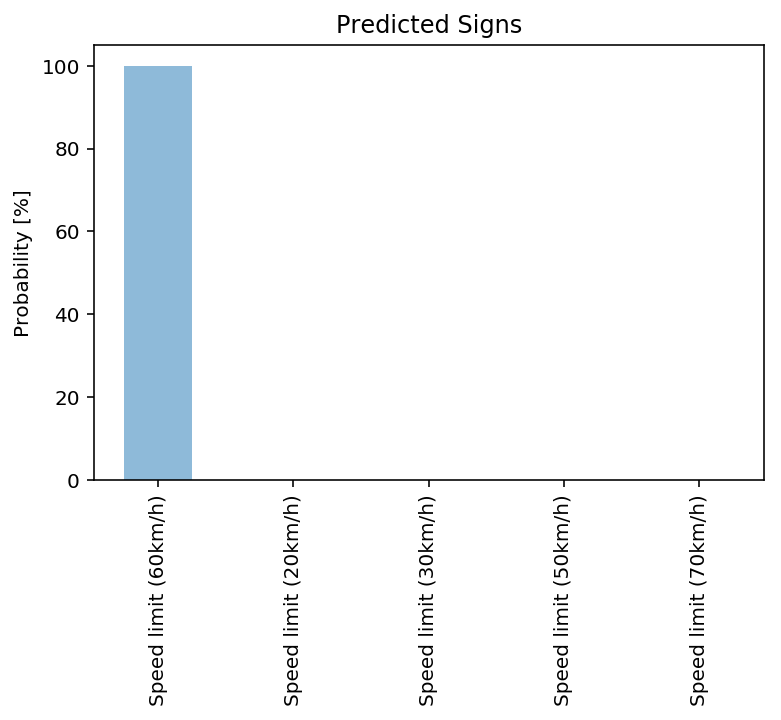 Predicted Signs
Probability [%]
100
80
60
40
20
0
Speed limit (60km/h)
Speed limit (20km/h)
Speed limit (30km/h)
Speed limit (50km/h)
Speed limit (70km/h)